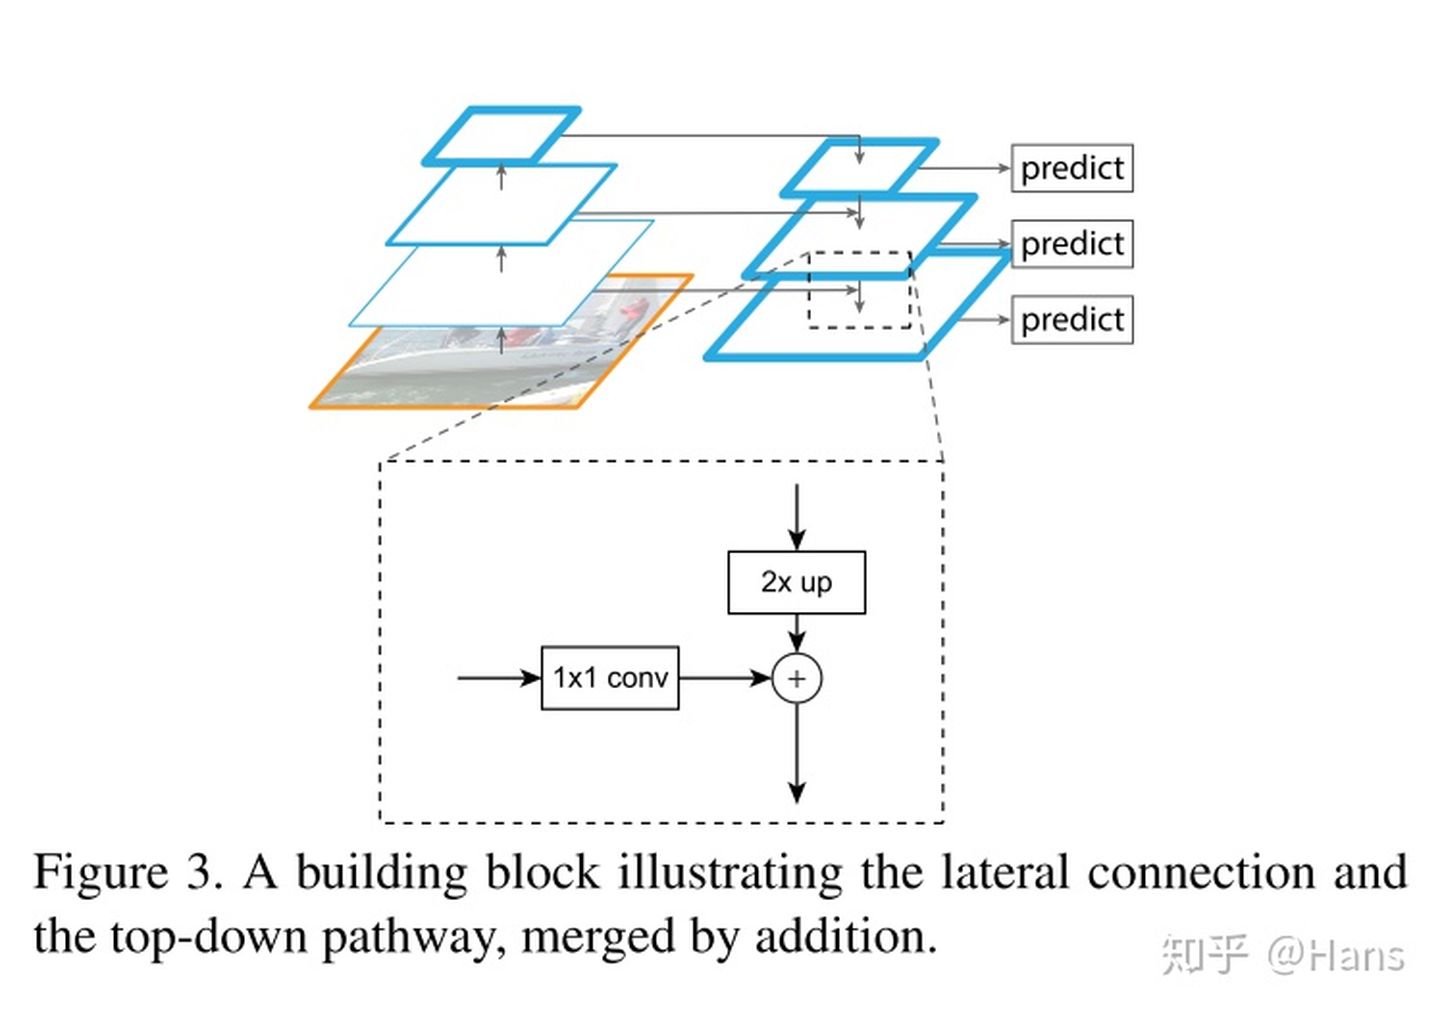 predict
predict
predict
2x up
1x1 conv
+
Figure 3. A building block illustrating the lateral connection and
the top-down pathway, merged by addition.
知乎 @Hans